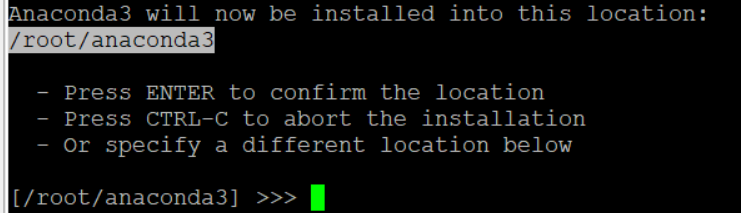 Anaconda3 will now be installed into this location:
/root/anaconda3
- Press ENTER to confirm the location
- Press CTRL-C to abort the installation
- Or specify a different location below
[/root/anaconda3] >>>